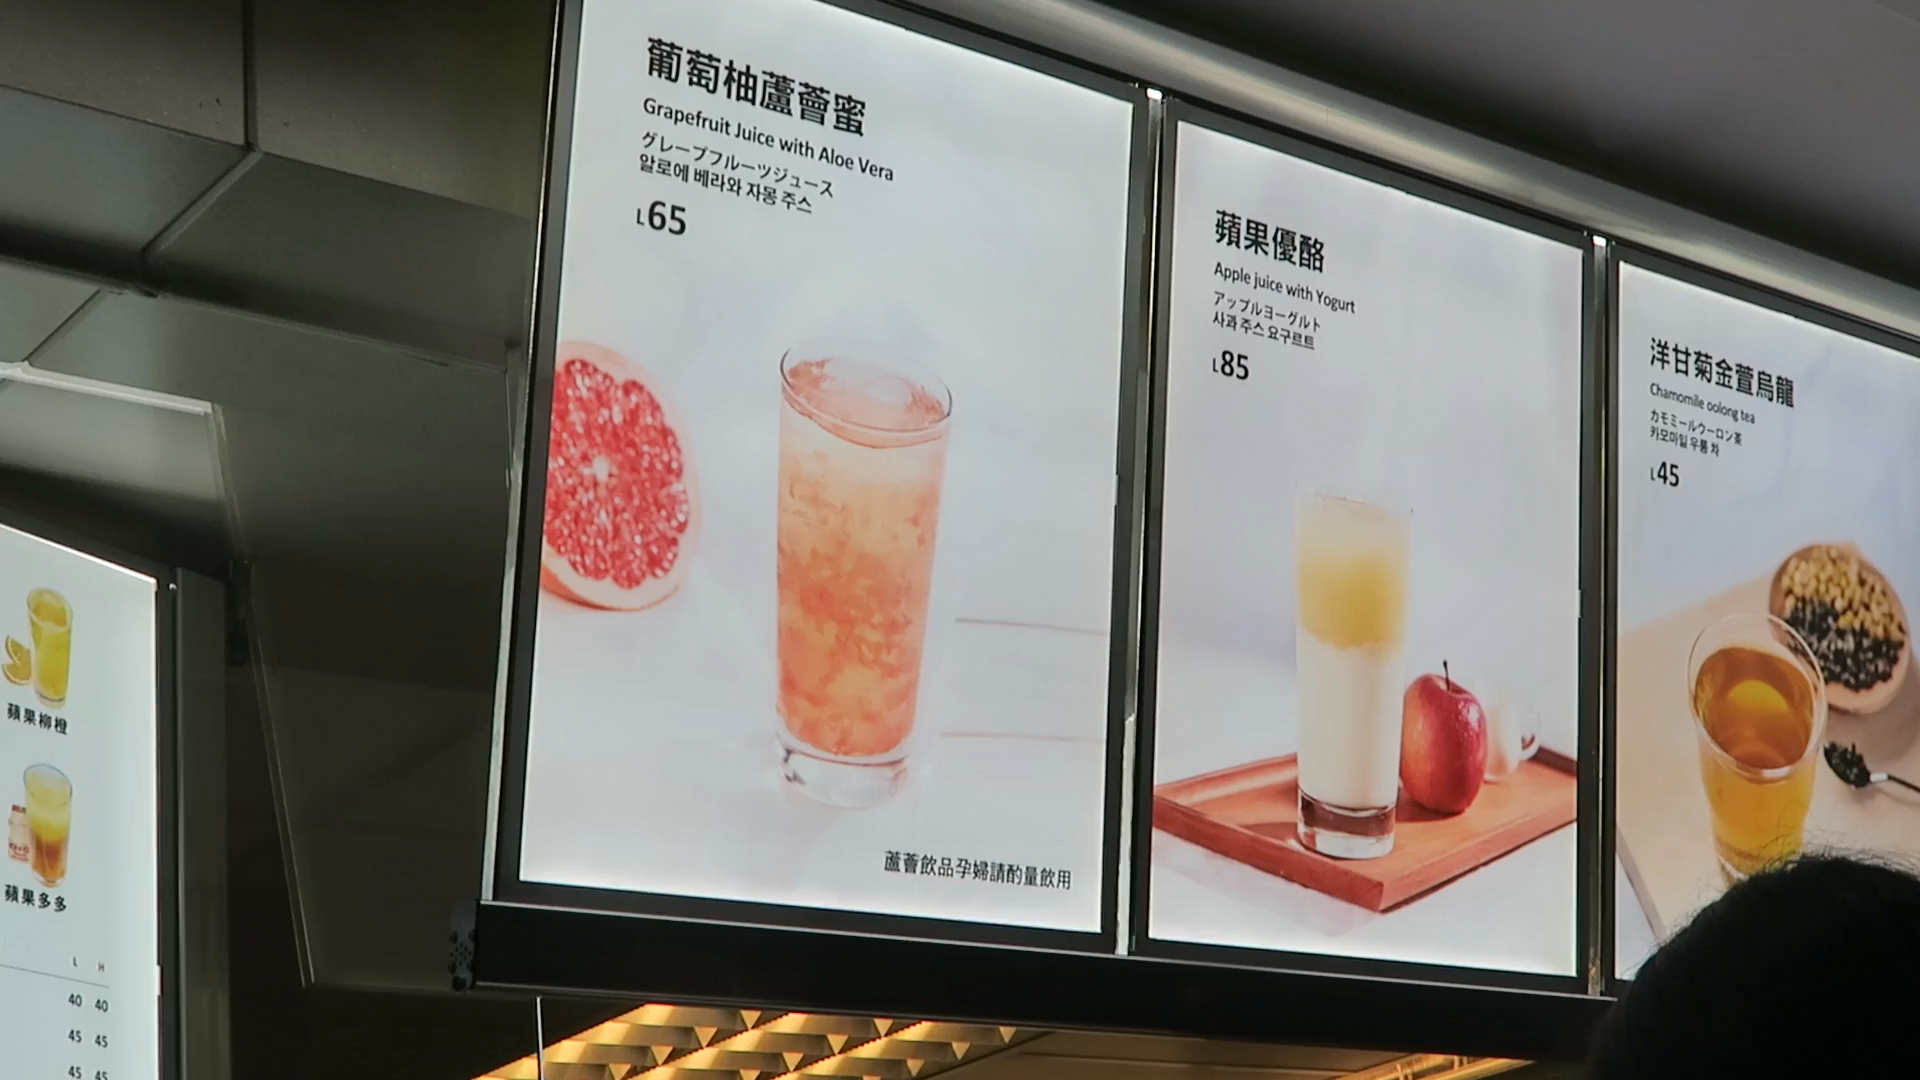 葡萄柚蘆薈蜜
Grapefruit Juice with Aloe Vera
グレープフルーツジュース
알로에 베라와 자몽 주스
L65
蘆薈飲品孕婦請酌量飲用
蘋果優酪
Apple juice with Yogurt
アップルヨーグルト
사과 주스 요구르트
L85
洋甘菊金萱烏龍
Chamomile oolong tea
カモミールウーロン茶
카모마일 우롱 차
L45
蘋果柳橙
蘋果多多
L H
40 40
45 45
45 45